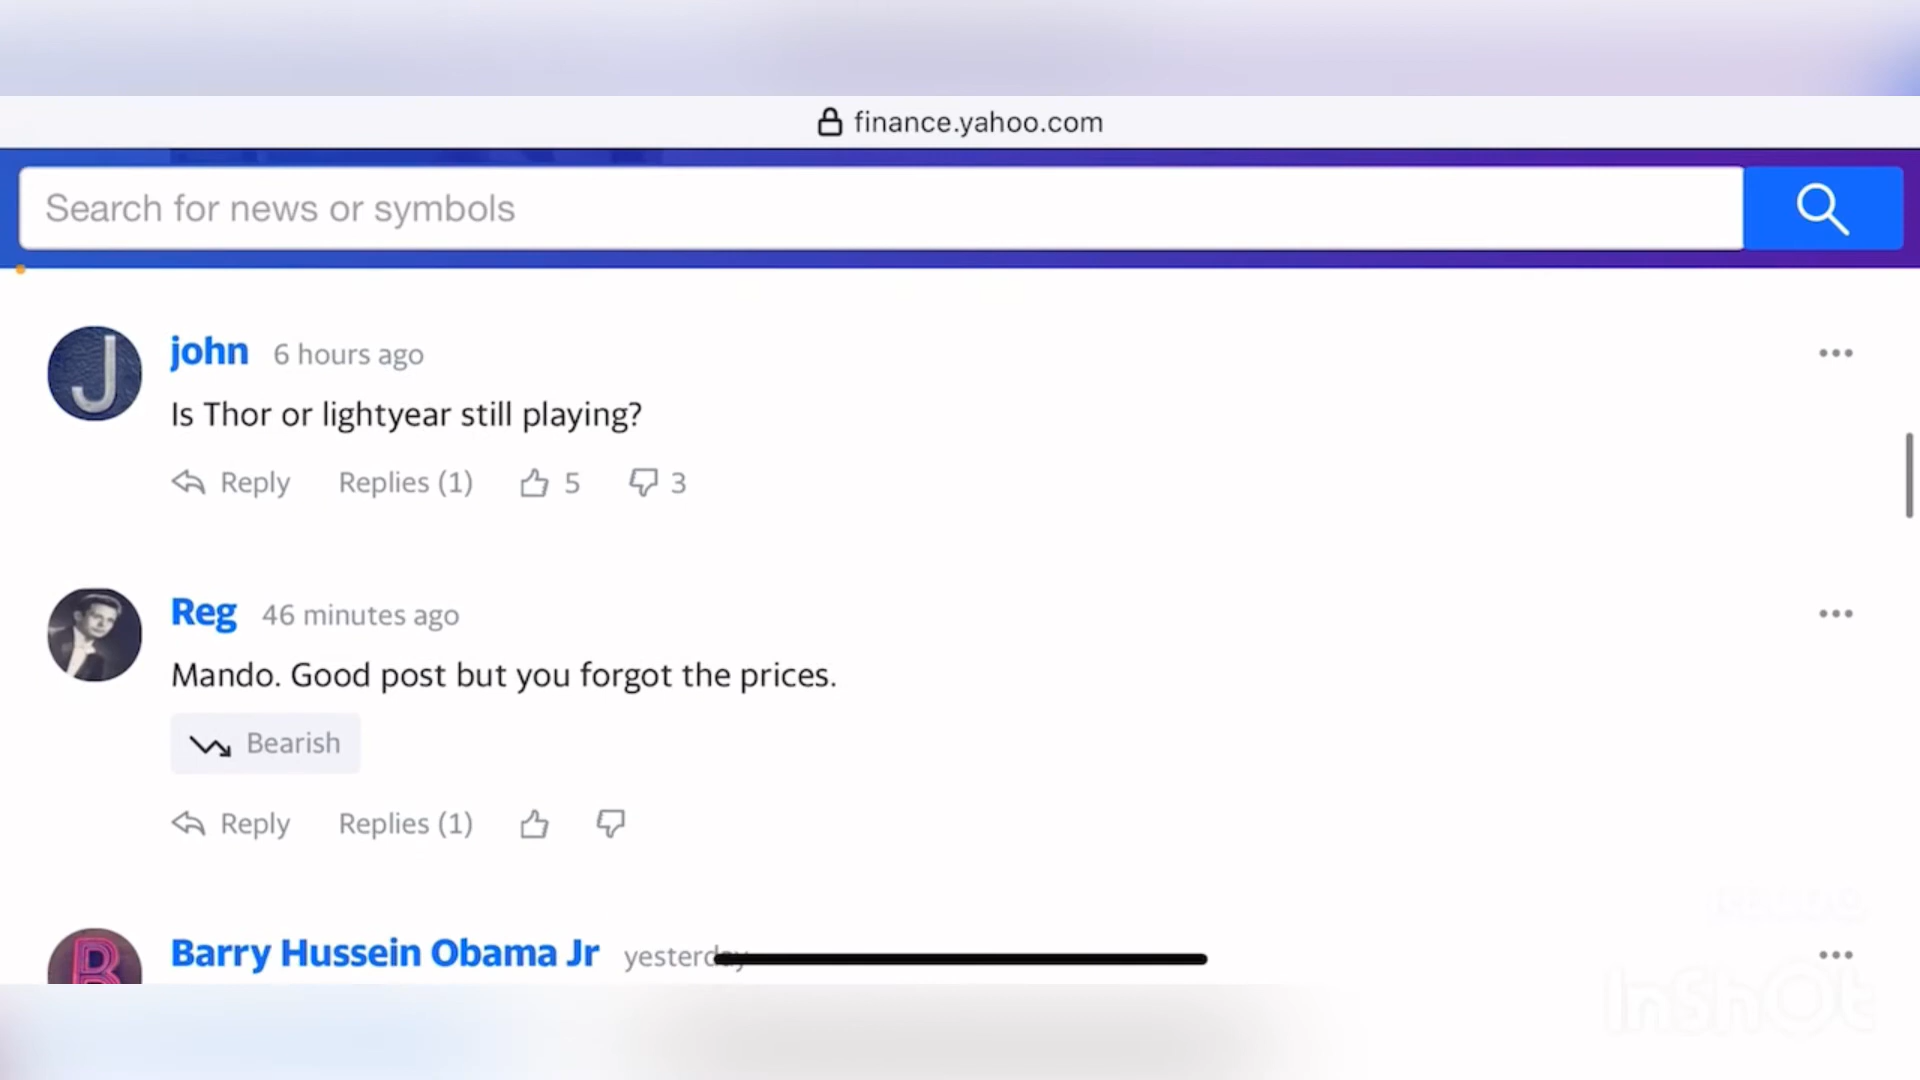 finance.yahoo.com
Search for news or symbols
john 6 hours ago
Is Thor or lightyear still playing?
Reply Replies (1) 5 3
Reg 46 minutes ago
Mando. Good post but you forgot the prices.
Bearish
Reply Replies (1)
Barry Hussein Obama Jr yesterday
InShOt